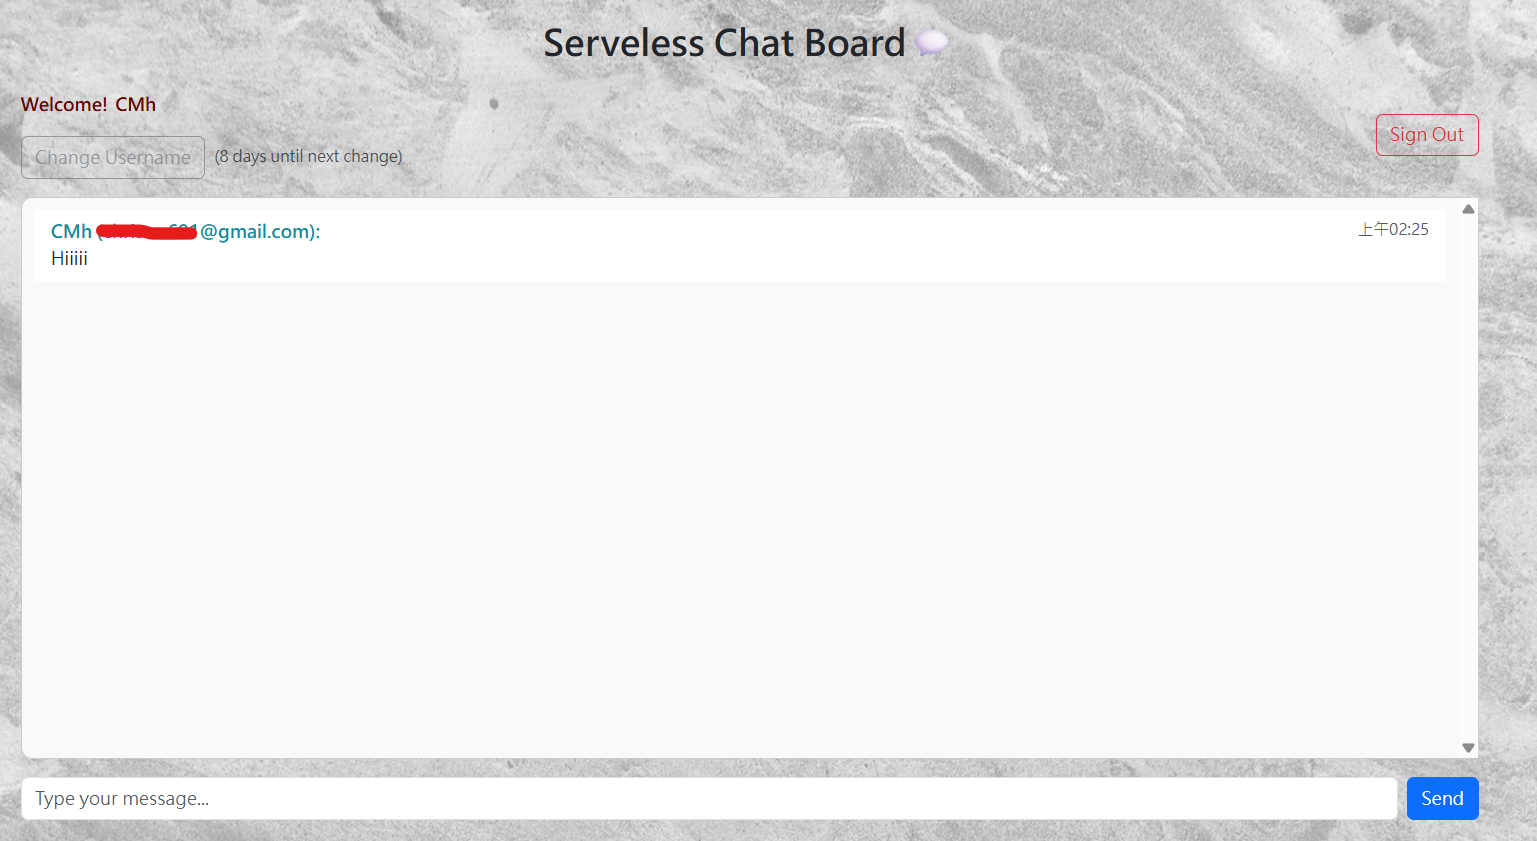 Serveless Chat Board
Welcome! CMh
Change Username (8 days until next change)
Sign Out
CMh ( @gmail.com):
上午02:25
Hiiiii
Type your message...
Send